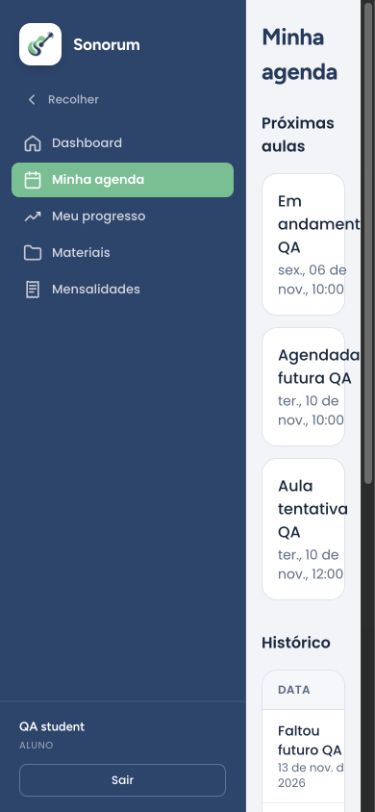 Sonorum
Recolher
Dashboard
Minha agenda
Meu progresso
Materiais
Mensalidades
QA student
ALUNO
Sair
Minha
agenda
Próximas
aulas
Em
andament
QA
sex., 06 de
nov., 10:00
Agendada
futura QA
ter., 10 de
nov., 10:00
Aula
tentativa
QA
ter., 10 de
nov., 12:00
Histórico
DATA
Faltou
futuro QA
13 de nov. d
2026